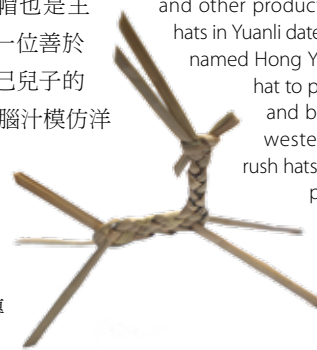 帽也是主
一位善於
己兒子的
腦汁模仿洋
and other product
hats in Yuanli date
named Hong Y
hat to p
and b
weste
rush hats
p